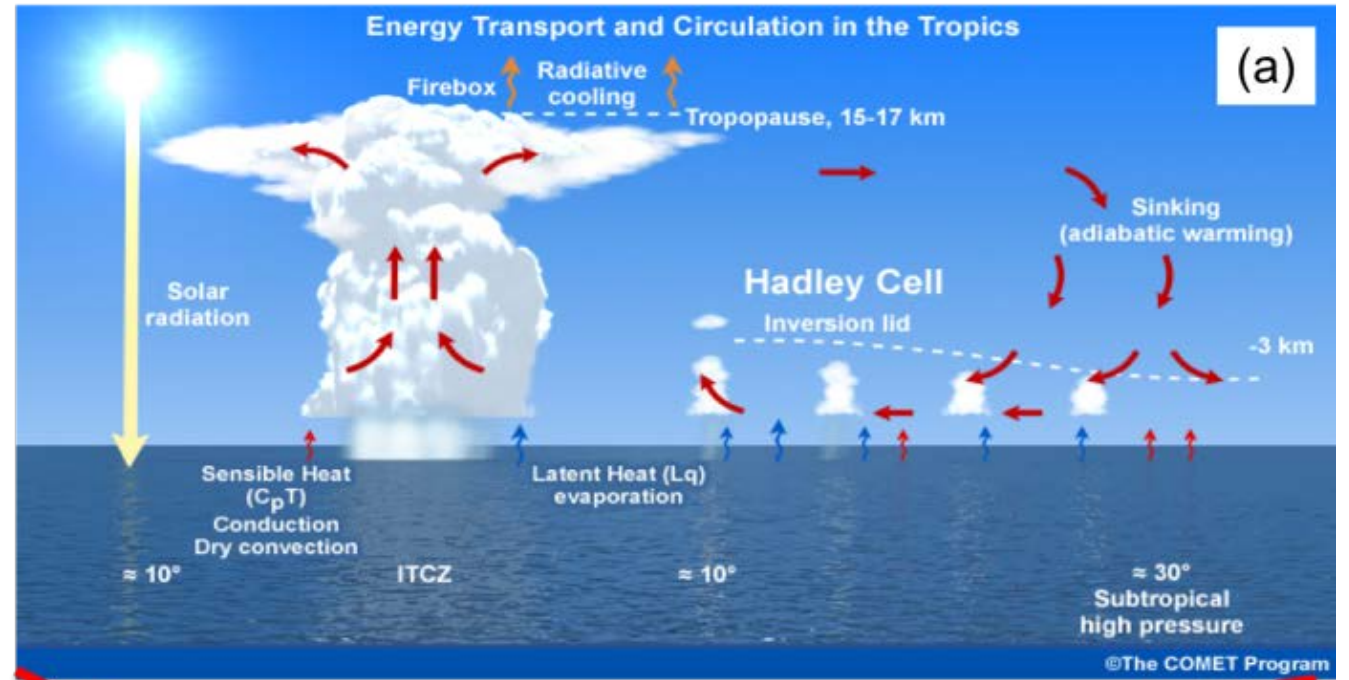 Energy Transport and Circulation in the Tropics
(a)
Firebox
Radiative
cooling
Tropopause, 15-17 km
Sinking
(adiabatic warming)
Solar
radiation
Hadley Cell
Inversion lid
-3 km
Sensible Heat
(CpT)
Conduction
Dry convection
Latent Heat (Lq)
evaporation
≈ 10°
ITCZ
≈ 10°
≈ 30°
Subtropical
high pressure
©The COMET Program